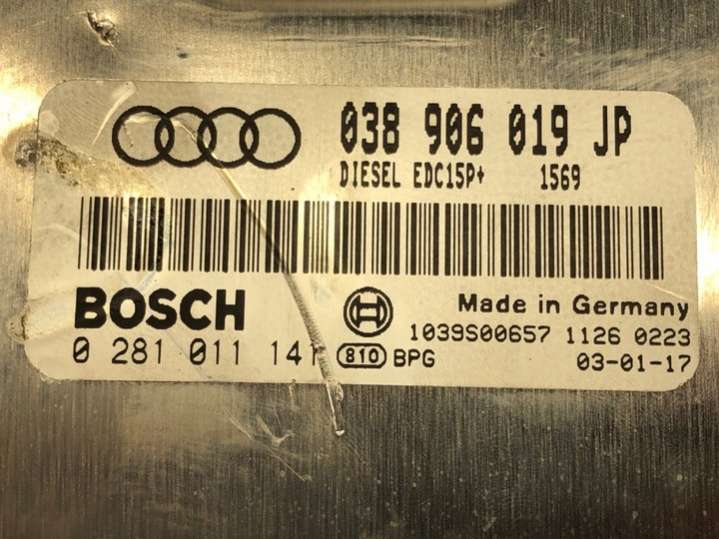 038 906 019 JP
DIESEL EDC15P+ 1569
BOSCH
Made in Germany
1039S00657 1126 0223
0 281 011 141
810 BPG
03-01-17